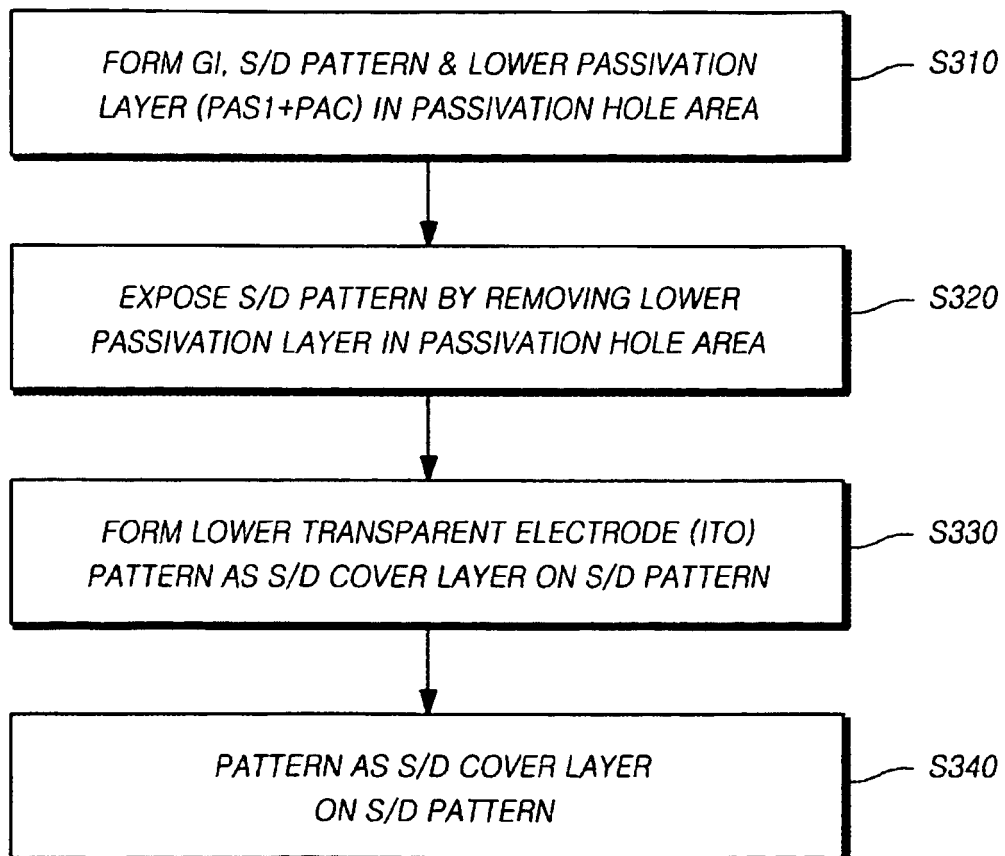 FORM GI, S/D PATTERN & LOWER PASSIVATION
LAYER (PAS1+PAC) IN PASSIVATION HOLE AREA
S310
EXPOSE S/D PATTERN BY REMOVING LOWER
PASSIVATION LAYER IN PASSIVATION HOLE AREA
S320
FORM LOWER TRANSPARENT ELECTRODE (ITO)
PATTERN AS S/D COVER LAYER ON S/D PATTERN
S330
PATTERN AS S/D COVER LAYER
ON S/D PATTERN
S340